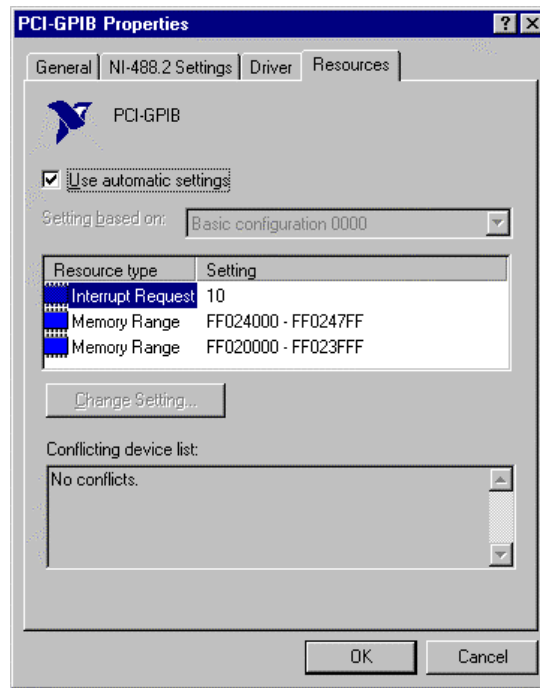 PCI-GPIB Properties
General NI-488.2 Settings Driver Resources
PCI-GPIB
Use automatic settings
Setting based on: Basic configuration 0000
Resource type Setting
Interrupt Request 10
Memory Range FF024000 - FF0247FF
Memory Range FF020000 - FF023FFF
Change Setting...
Conflicting device list:
No conflicts.
OK Cancel